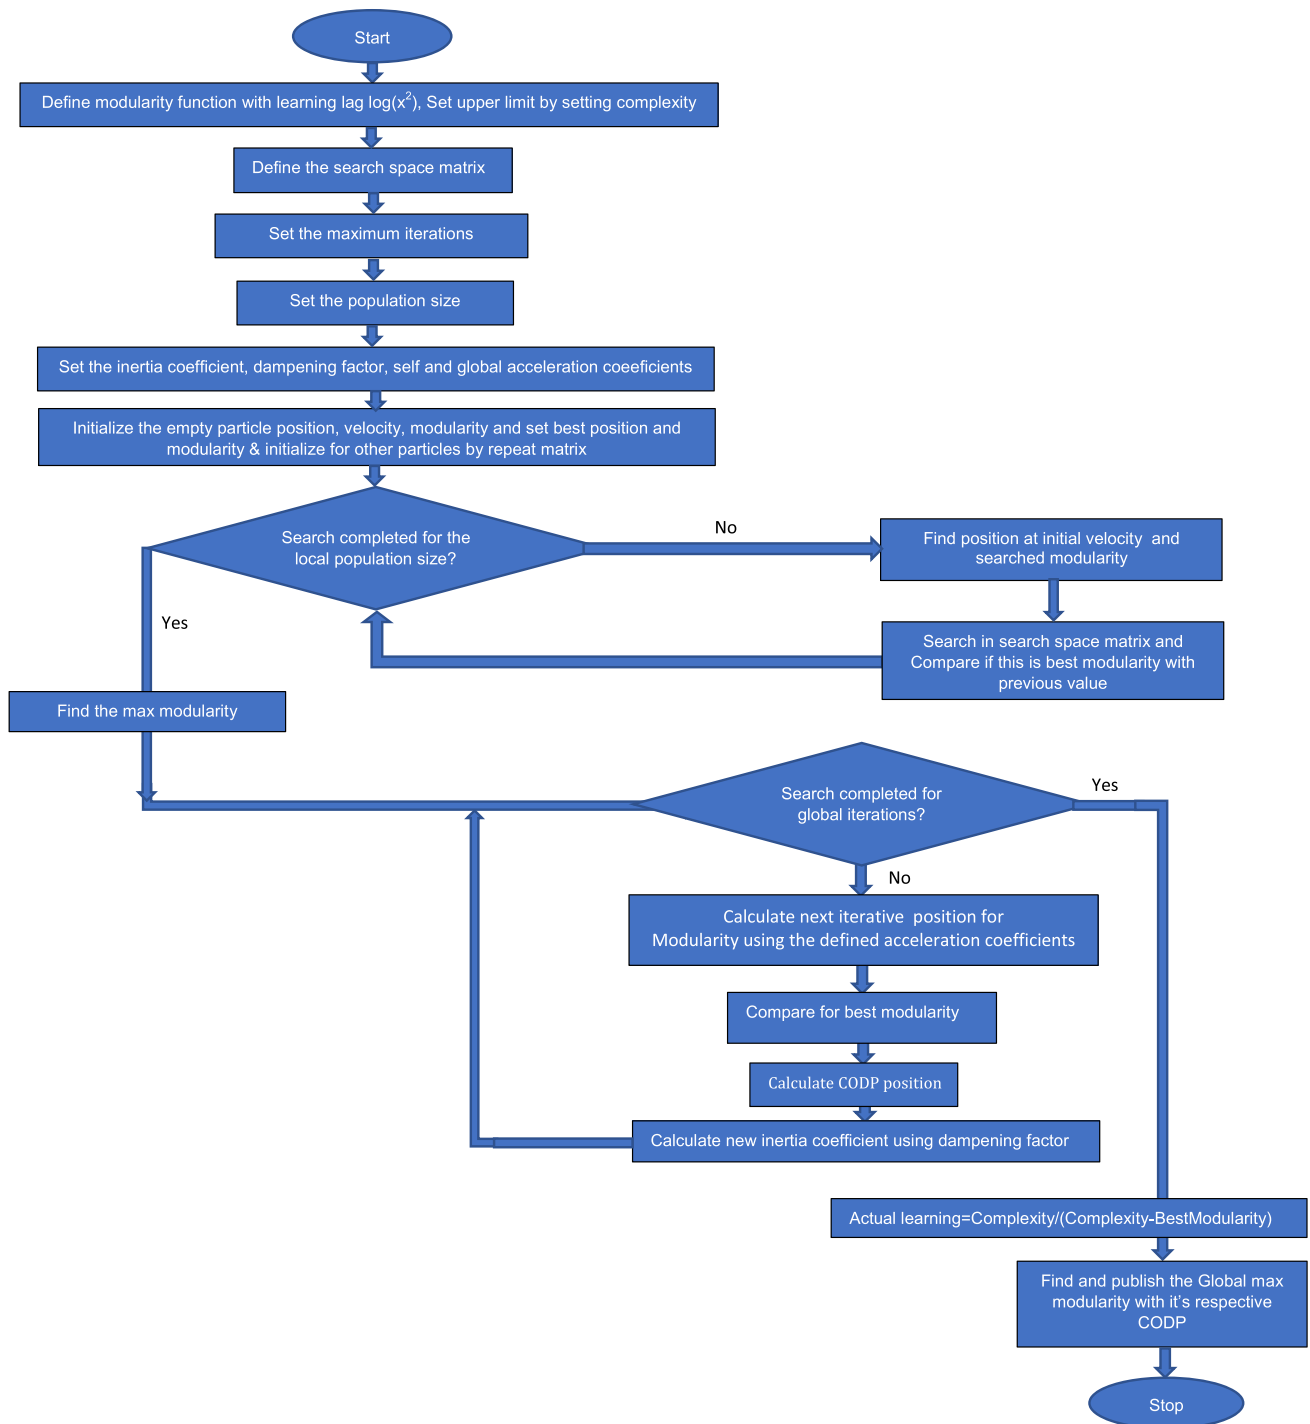 Start
Define modularity function with learning lag log(x²), Set upper limit by setting complexity
Define the search space matrix
Set the maximum iterations
Set the population size
Set the inertia coefficient, dampening factor, self and global acceleration coeeficients
Initialize the empty particle position, velocity, modularity and set best position and
modularity & initialize for other particles by repeat matrix
Search completed for the
local population size?
No
Find position at initial velocity and
searched modularity
Yes
Search in search space matrix and
Compare if this is best modularity with
previous value
Find the max modularity
Search completed for
global iterations?
Yes
No
Calculate next iterative position for
Modularity using the defined acceleration coefficients
Compare for best modularity
Calculate CODP position
Calculate new inertia coefficient using dampening factor
Actual learning=Complexity/(Complexity-BestModularity)
Find and publish the Global max
modularity with it's respective
CODP
Stop